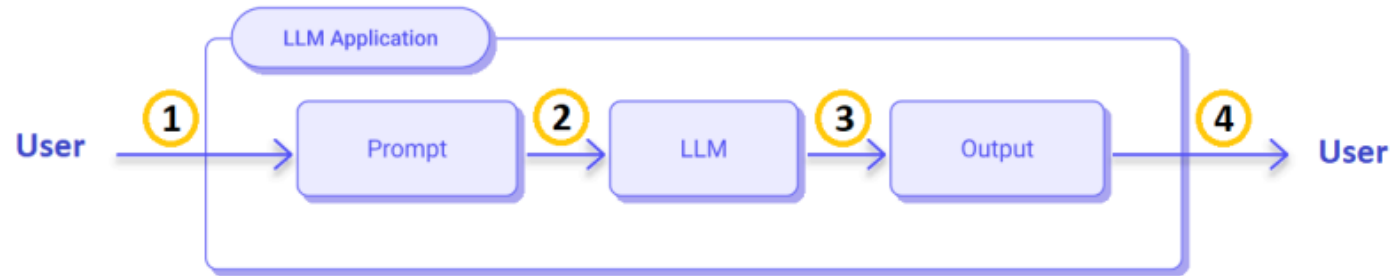 LLM Application
1
2
3
4
User
Prompt
LLM
Output
User